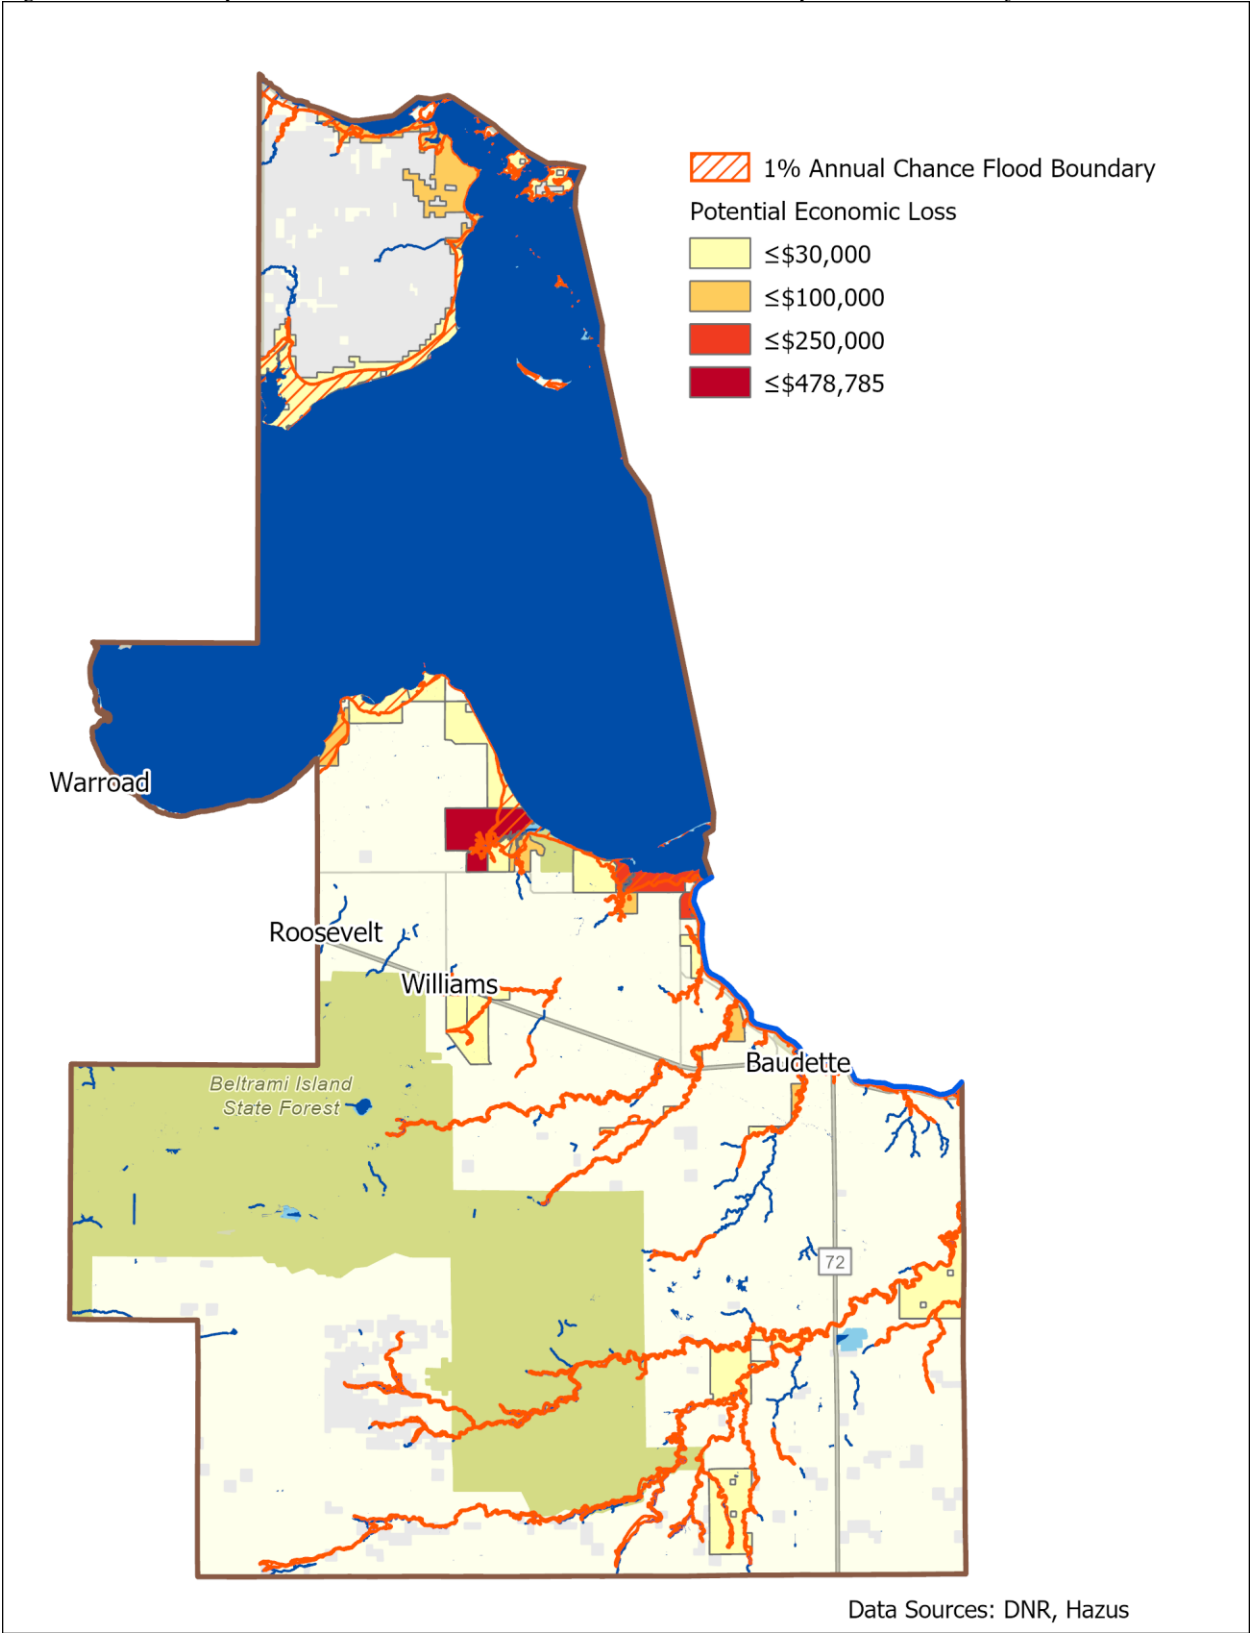 1% Annual Chance Flood Boundary
Potential Economic Loss
≤$30,000
≤$100,000
≤$250,000
≤$478,785
Warroad
Roosevelt
Williams
Baudette
Beltrami Island
State Forest
72
Data Sources: DNR, Hazus